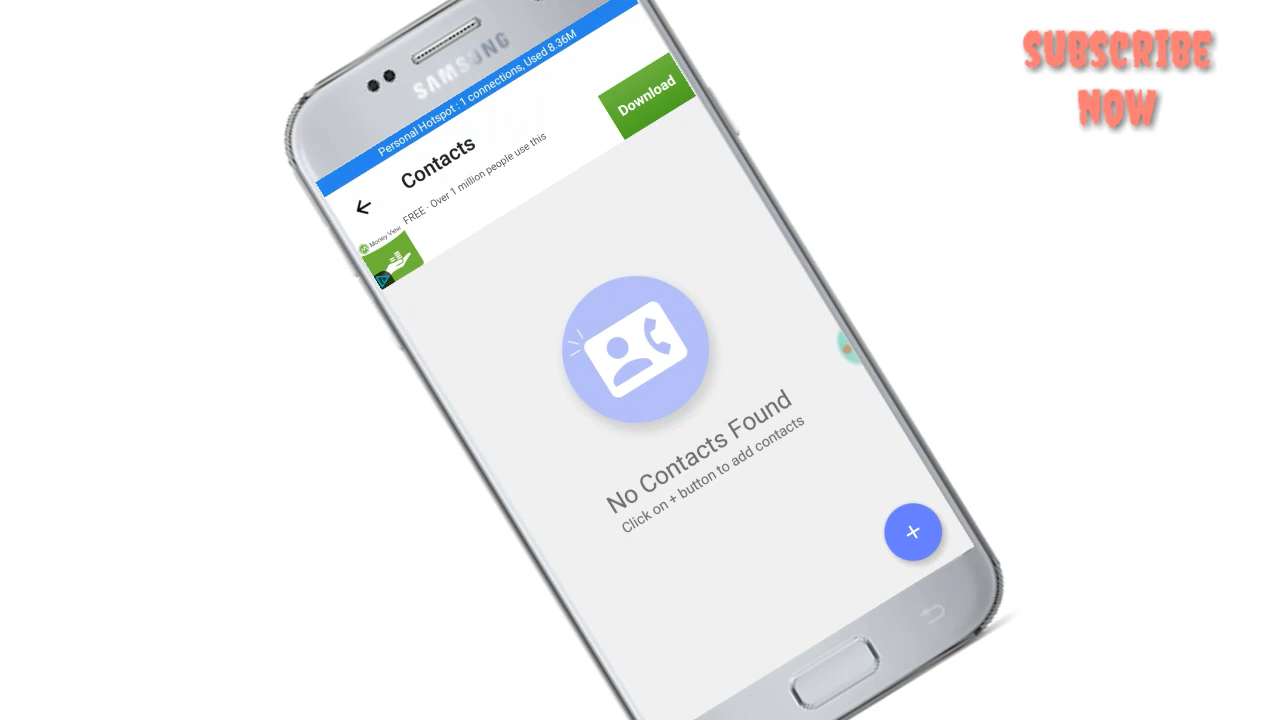 SUBSCRIBE
NOW
SAMSUNG
Personal Hotspot : 1 connections, Used 8.36M
Contacts
FREE · Over 1 million people use this
Download
Money View
No Contacts Found
Click on + button to add contacts
+